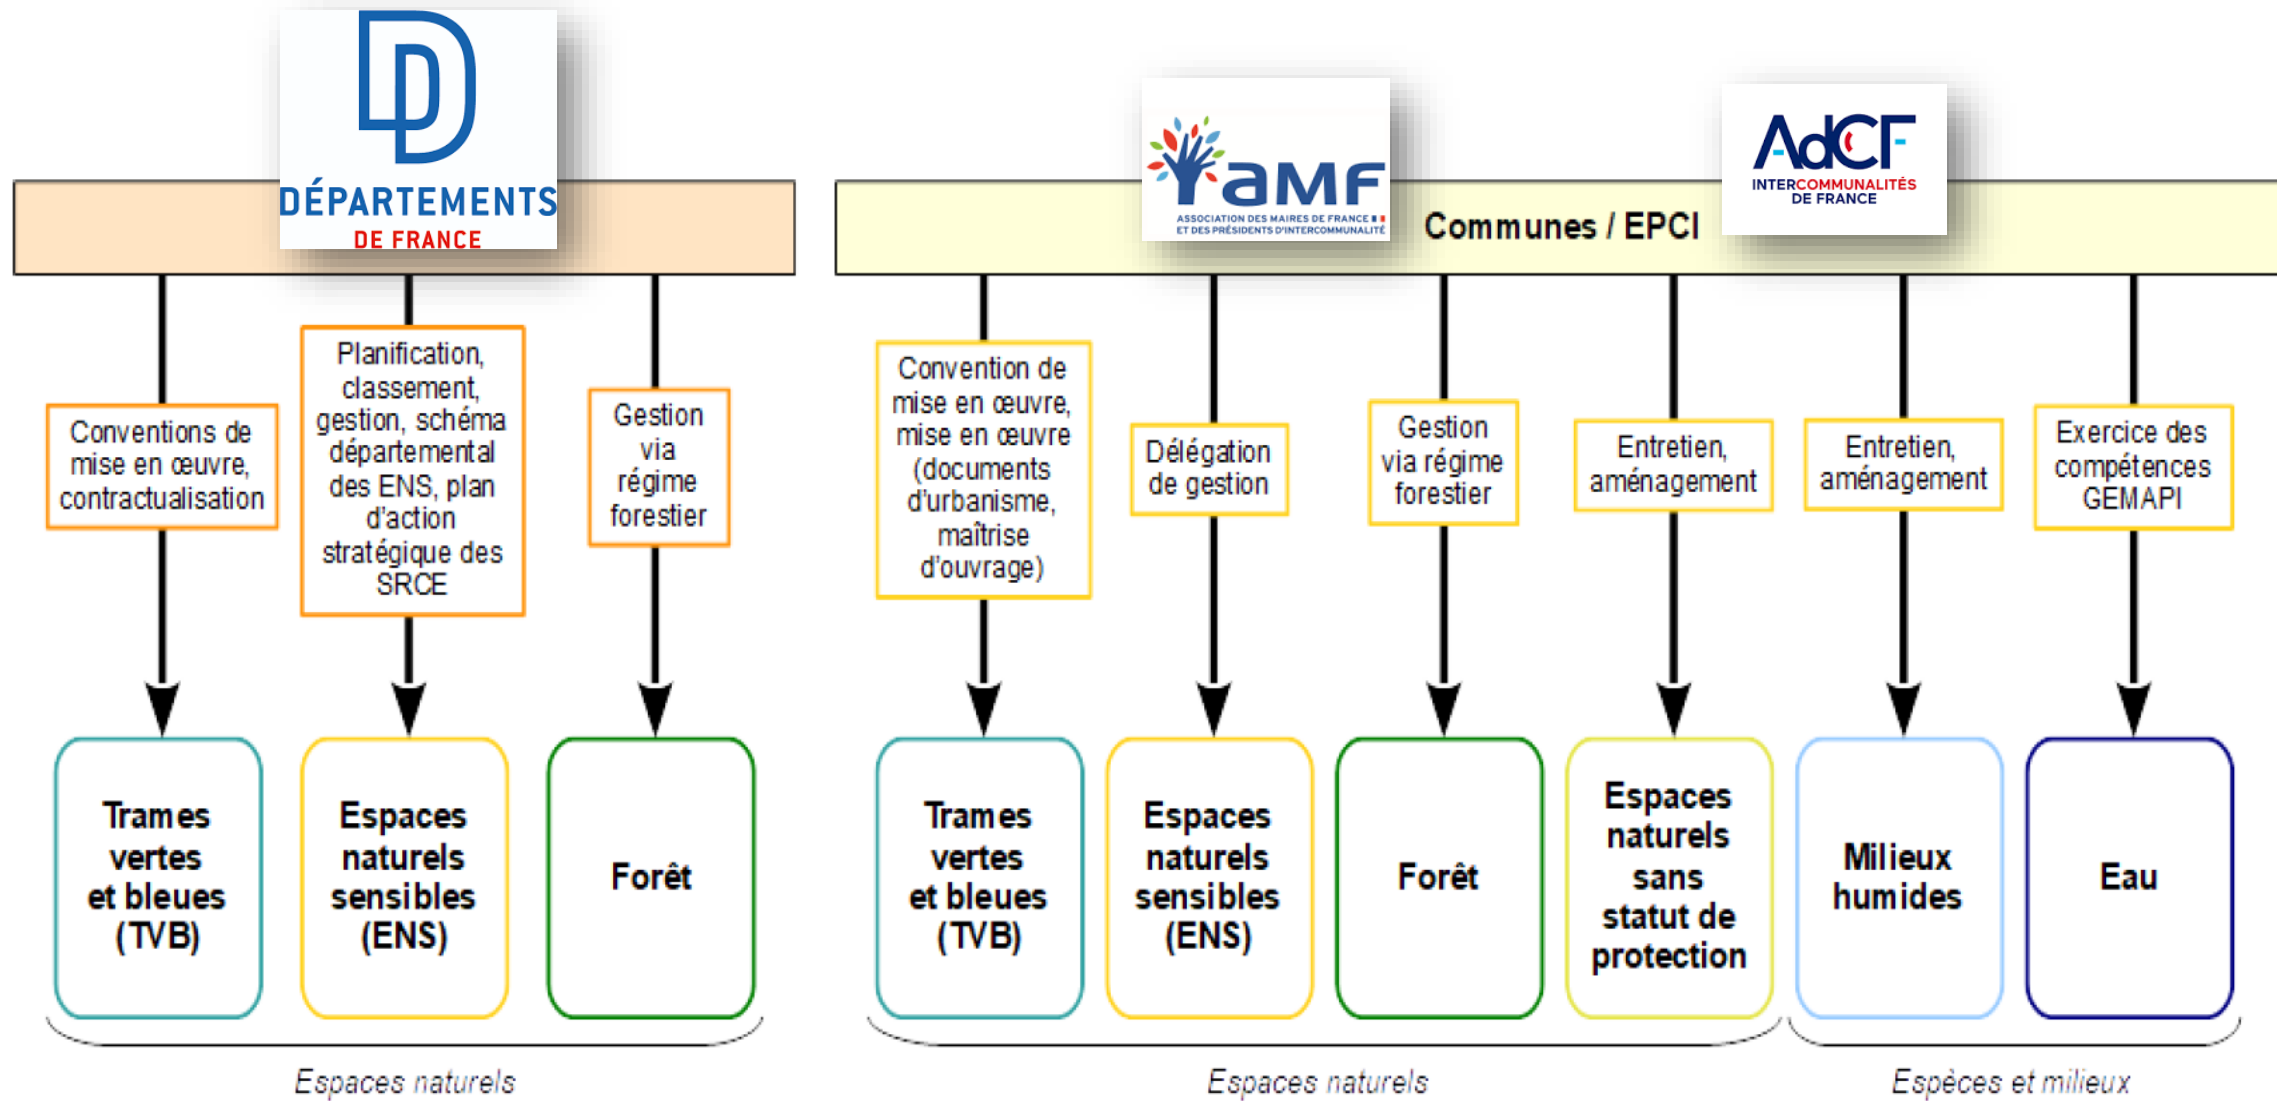 DÉPARTEMENTS
DE FRANCE
aMF
ASSOCIATION DES MAIRES DE FRANCE
ET DES PRÉSIDENTS D'INTERCOMMUNALITÉ
Communes / EPCI
AdCF
INTERCOMMUNALITÉS
DE FRANCE
Conventions de
mise en œuvre,
contractualisation
Planification,
classement,
gestion, schéma
départemental
des ENS, plan
d'action
stratégique des
SRCE
Gestion
via
régime
forestier
Convention de
mise en œuvre,
mise en œuvre
(documents
d'urbanisme,
maîtrise
d'ouvrage)
Délégation
de gestion
Gestion
via régime
forestier
Entretien,
aménagement
Entretien,
aménagement
Exercice des
compétences
GEMAPI
Trames
vertes
et bleues
(TVB)
Espaces
naturels
sensibles
(ENS)
Forêt
Trames
vertes
et bleues
(TVB)
Espaces
naturels
sensibles
(ENS)
Forêt
Espaces
naturels
sans
statut de
protection
Milieux
humides
Eau
Espaces naturels
Espaces naturels
Espèces et milieux